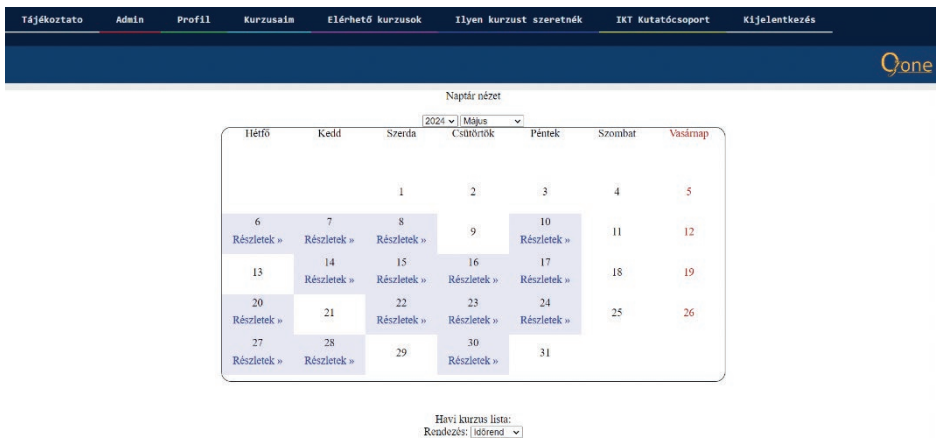 Tájékoztato Admin Profil Kurzusaim Elérhető kurzusok Ilyen kurzust szeretnék IKT Kutatócsoport Kijelentkezés
Qone
Naptár nézet
2024 Május
Hétfő Kedd Szerda Csütörtök Péntek Szombat Vasárnap
1 2 3 4 5
6 7 8 9 10 11 12
Részletek » Részletek » Részletek » Részletek »
13 14 15 16 17 18 19
Részletek » Részletek » Részletek » Részletek »
20 21 22 23 24 25 26
Részletek » Részletek » Részletek » Részletek »
27 28 29 30 31
Részletek » Részletek » Részletek »
Havi kurzus lista:
Rendezés: Időrend